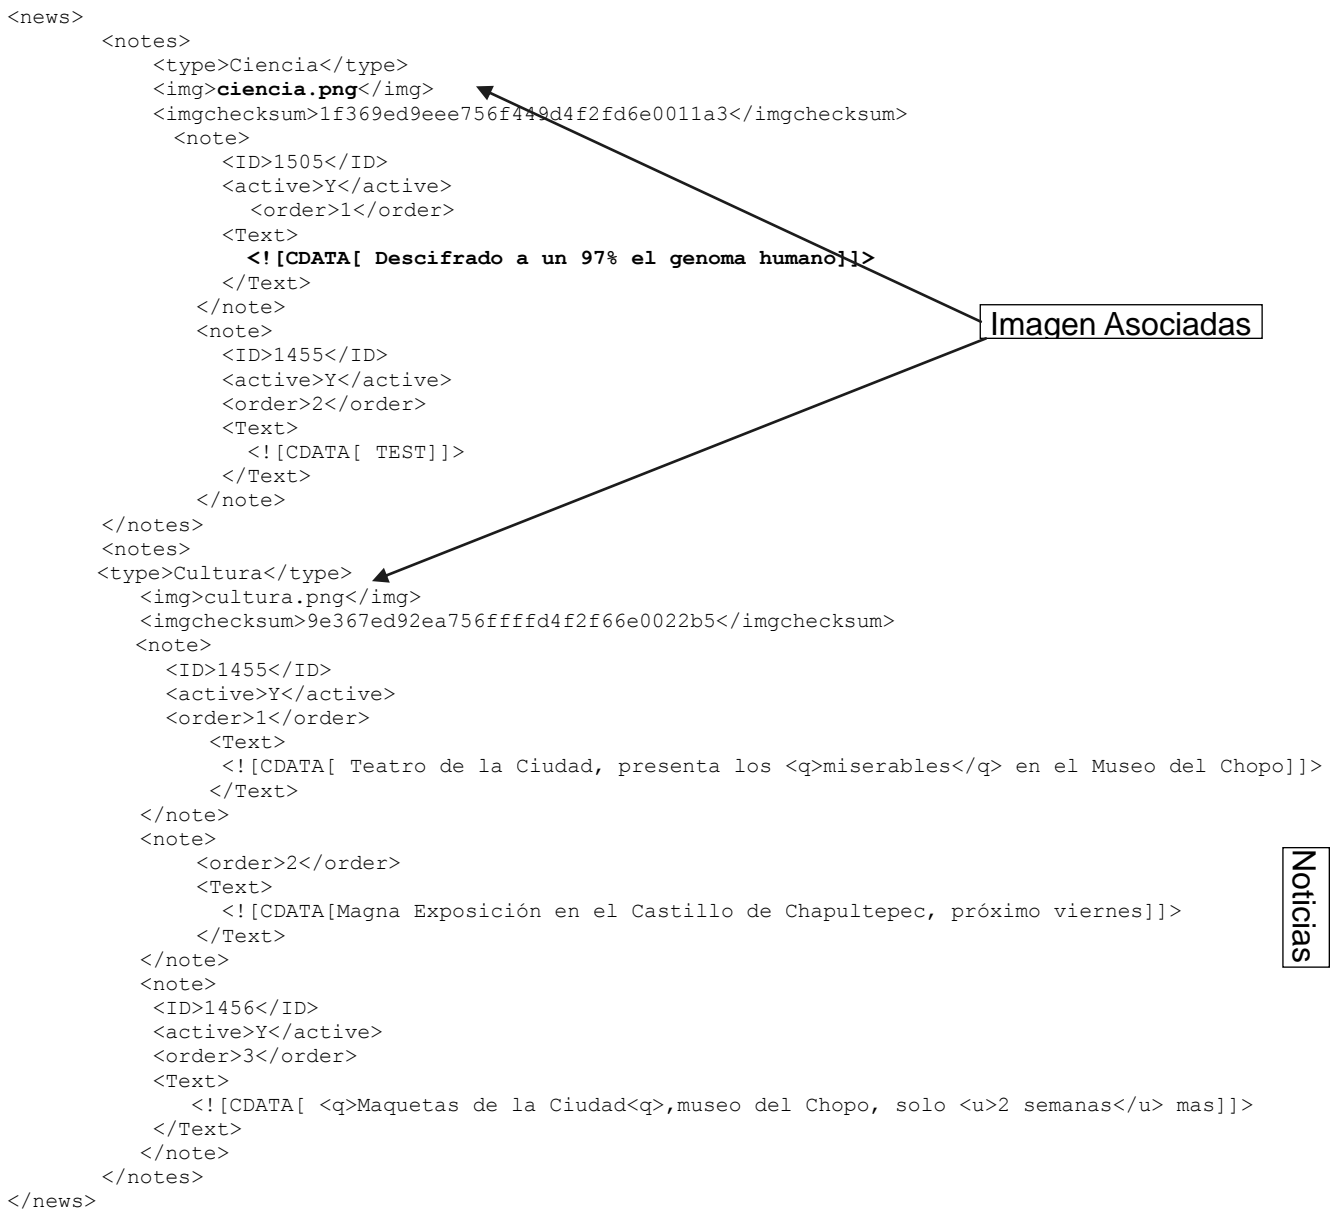 <news>
<notes>
<type>Ciencia</type>
<img>ciencia.png</img>
<imgchecksum>1f369ed9eee756f449d4f2fd6e0011a3</imgchecksum>
<note>
<ID>1505</ID>
<active>Y</active>
<order>1</order>
<Text>
<![CDATA[ Descifrado a un 97% el genoma humano]]>
</Text>
</note>
<note>
<ID>1455</ID>
<active>Y</active>
<order>2</order>
<Text>
<![CDATA[ TEST]]>
</Text>
</note>
</notes>
<notes>
<type>Cultura</type>
<img>cultura.png</img>
<imgchecksum>9e367ed92ea756ffffd4f2f66e0022b5</imgchecksum>
<note>
<ID>1455</ID>
<active>Y</active>
<order>1</order>
<Text>
<![CDATA[ Teatro de la Ciudad, presenta los <q>miserables</q> en el Museo del Chopo]]>
</Text>
</note>
<note>
<order>2</order>
<Text>
<![CDATA[Magna Exposición en el Castillo de Chapultepec, próximo viernes]]>
</Text>
</note>
<note>
<ID>1456</ID>
<active>Y</active>
<order>3</order>
<Text>
<![CDATA[ <q>Maquetas de la Ciudad<q>,museo del Chopo, solo <u>2 semanas</u> mas]]>
</Text>
</note>
</notes>
</news>
Imagen Asociadas
Noticias